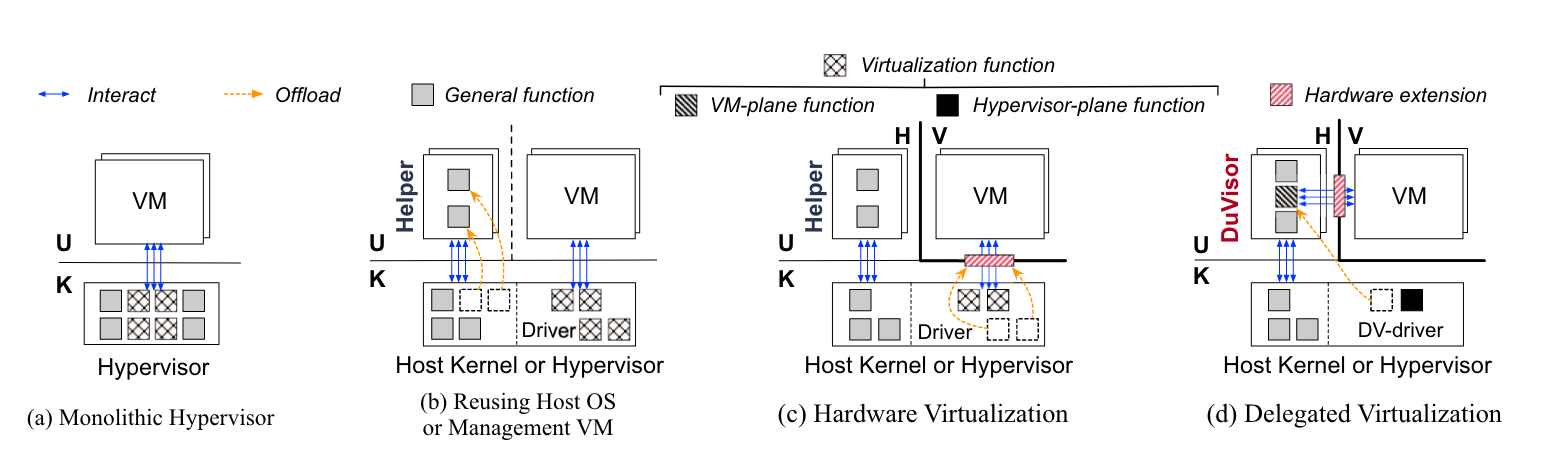 Virtualization function
Interact
Offload
General function
VM-plane function
Hypervisor-plane function
Hardware extension
VM
U
K
Hypervisor
(a) Monolithic Hypervisor
Helper
VM
U
K
Driver
Host Kernel or Hypervisor
(b) Reusing Host OS
or Management VM
H V
Helper
VM
U
K
Driver
Host Kernel or Hypervisor
(c) Hardware Virtualization
H V
DuVisor
VM
U
K
DV-driver
Host Kernel or Hypervisor
(d) Delegated Virtualization